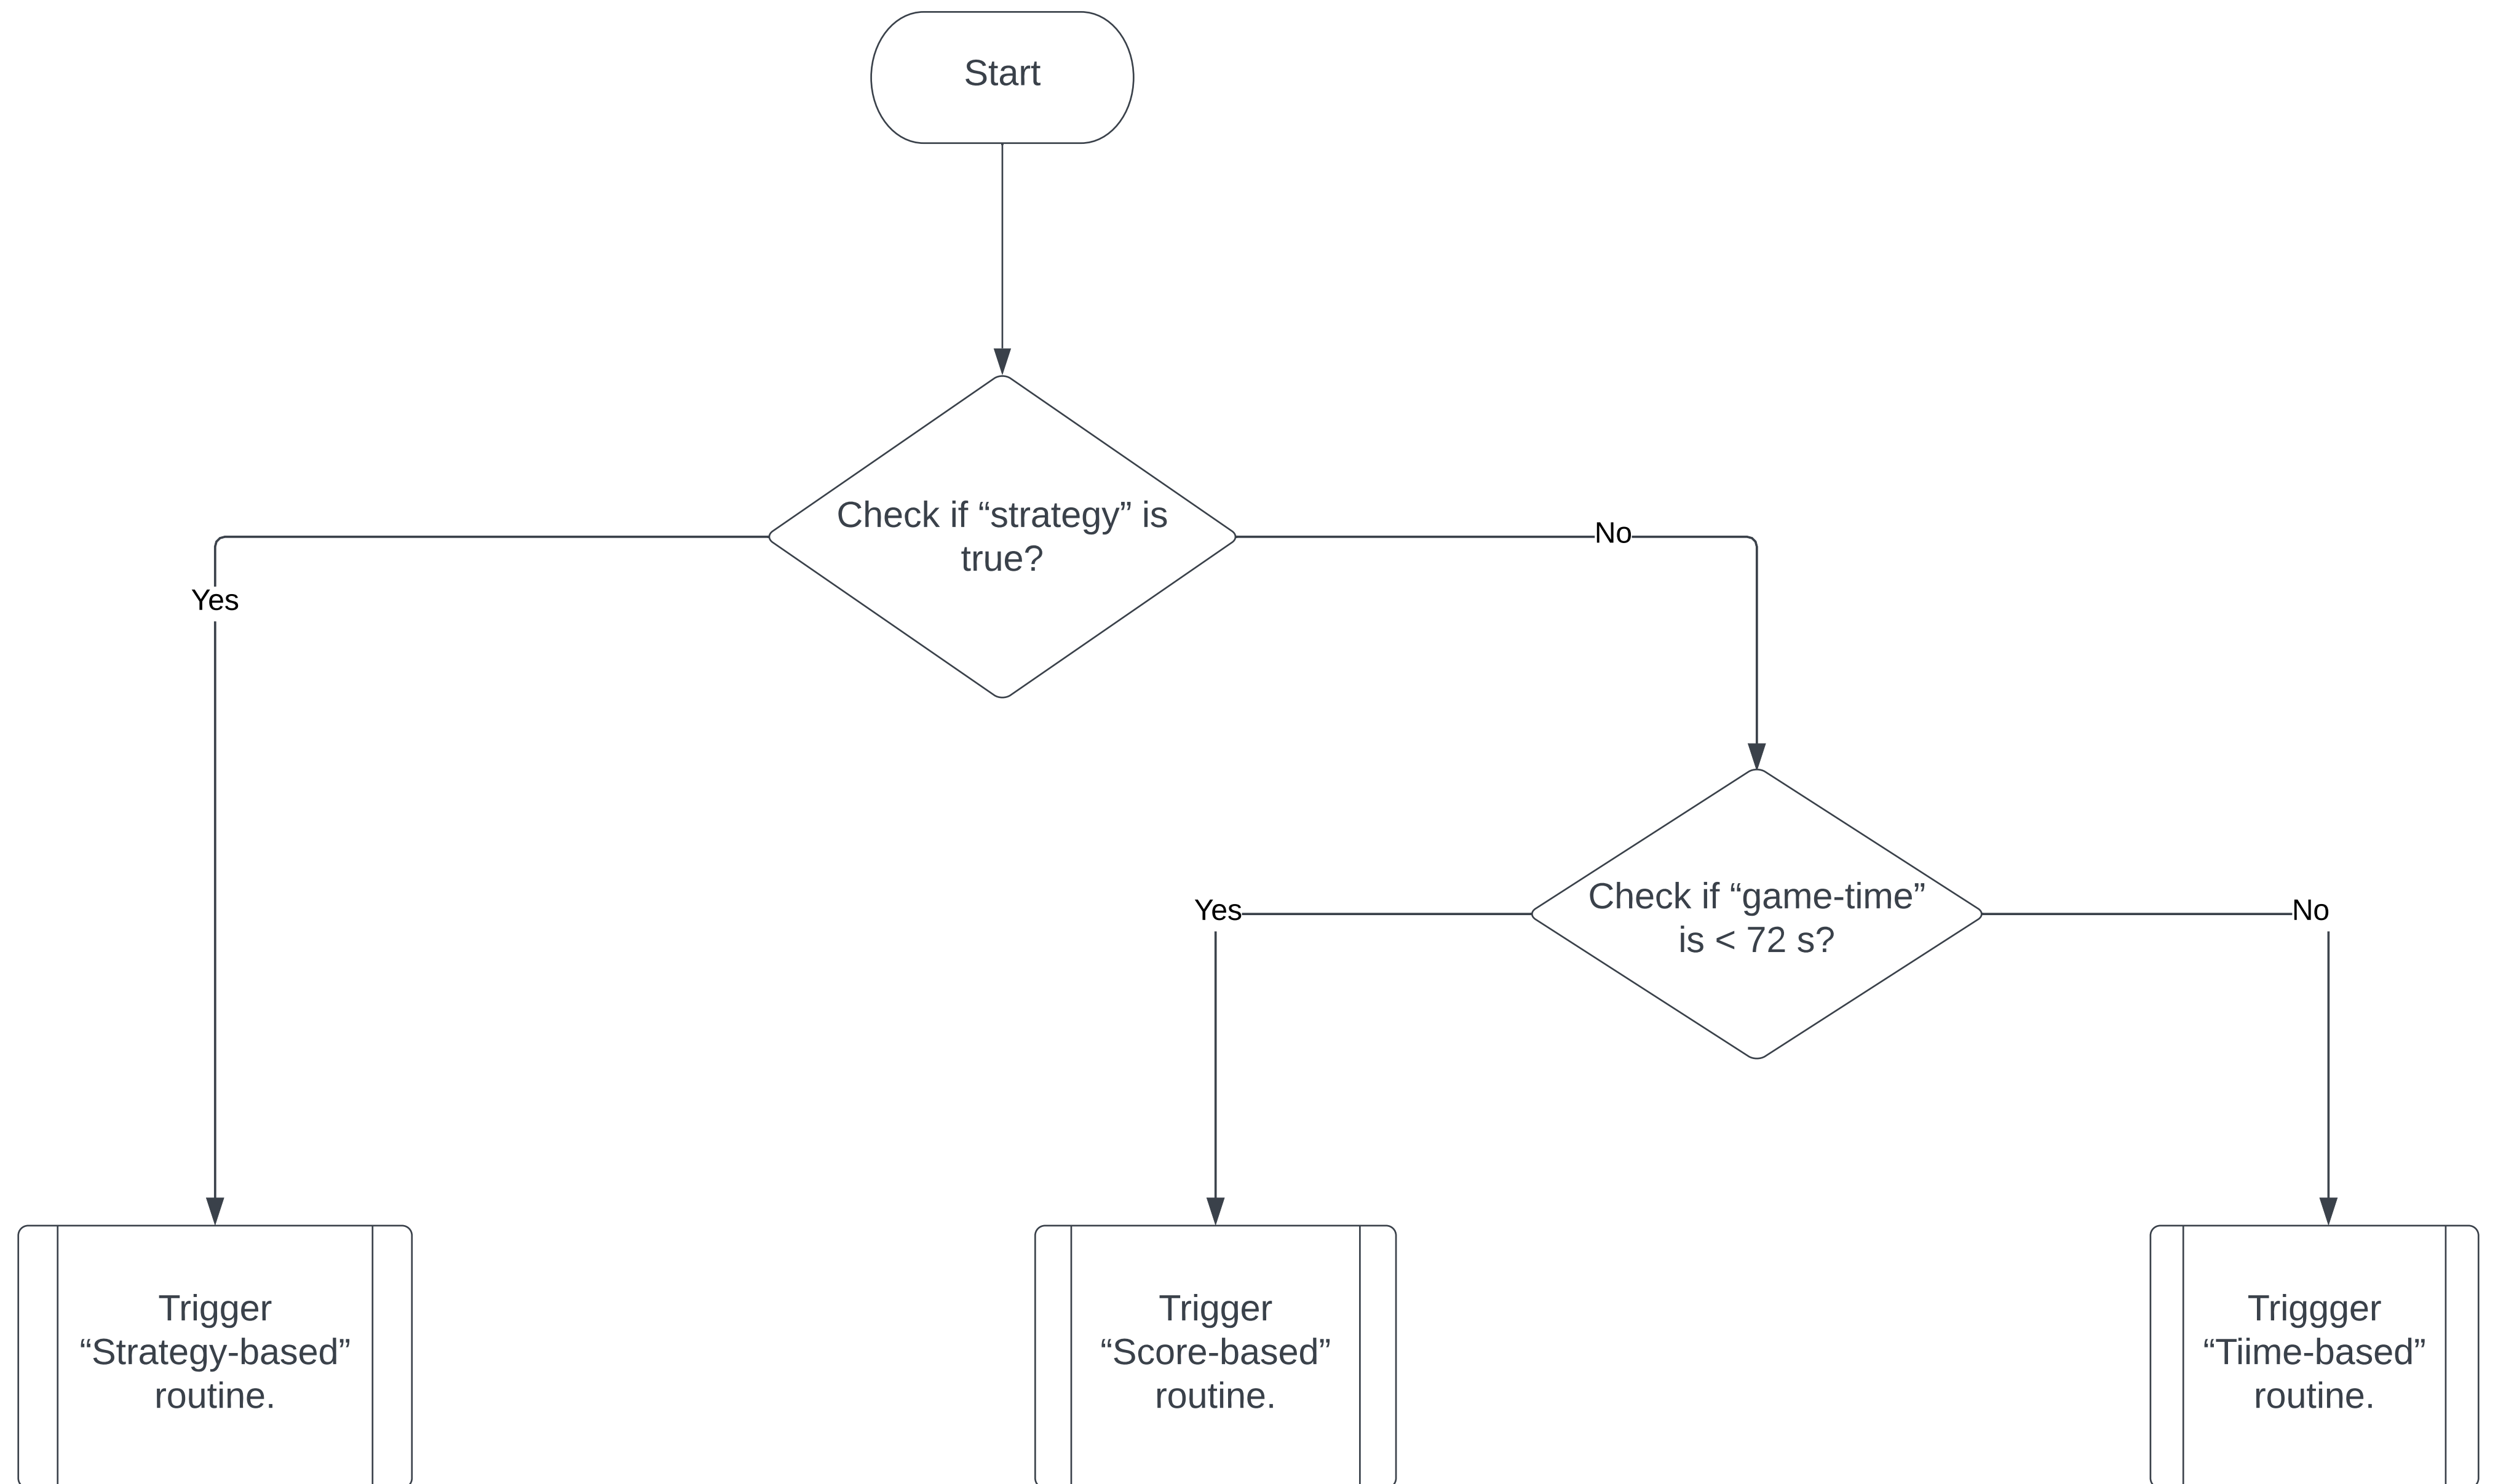 Start
Check if “strategy” is
true?
No
Yes
Check if “game-time”
is < 72 s?
Yes
No
Trigger
“Strategy-based”
routine.
Trigger
“Score-based”
routine.
Triggger
“Tiime-based”
routine.